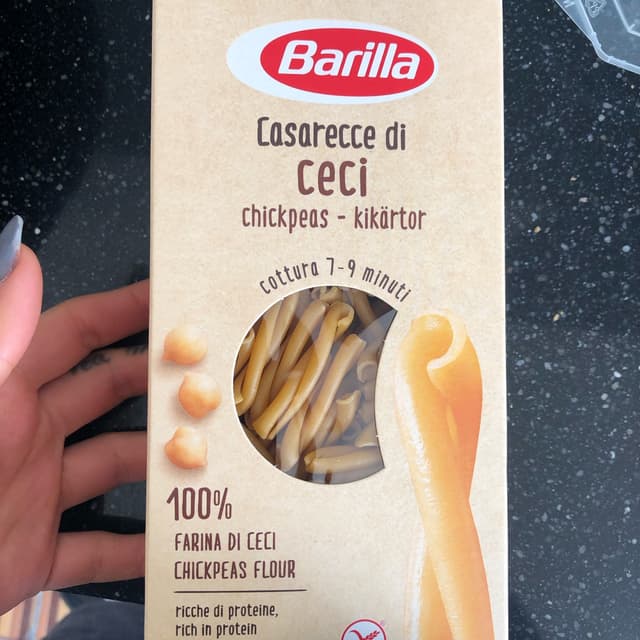 Barilla
Casarecce di
ceci
chickpeas - kikärtor
cottura 7-9 minuti
100%
FARINA DI CECI
CHICKPEAS FLOUR
ricche di proteine,
rich in protein